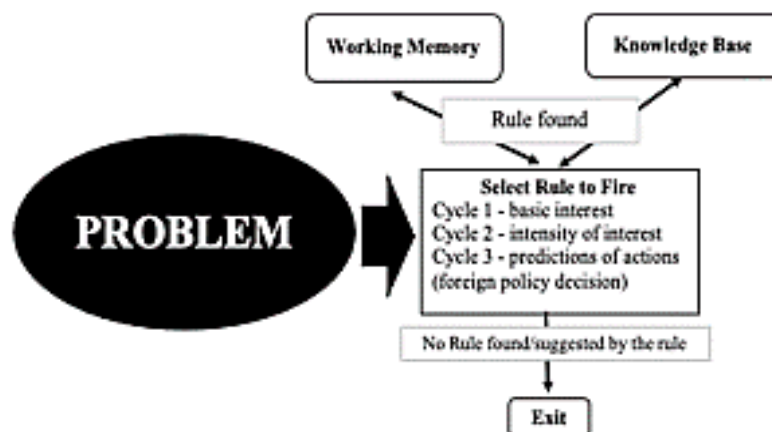 Working Memory
Knowledge Base
Rule found
PROBLEM
Select Rule to Fire
Cycle 1 - basic interest
Cycle 2 - intensity of interest
Cycle 3 - predictions of actions
(foreign policy decision)
No Rule found/suggested by the rule
Exit